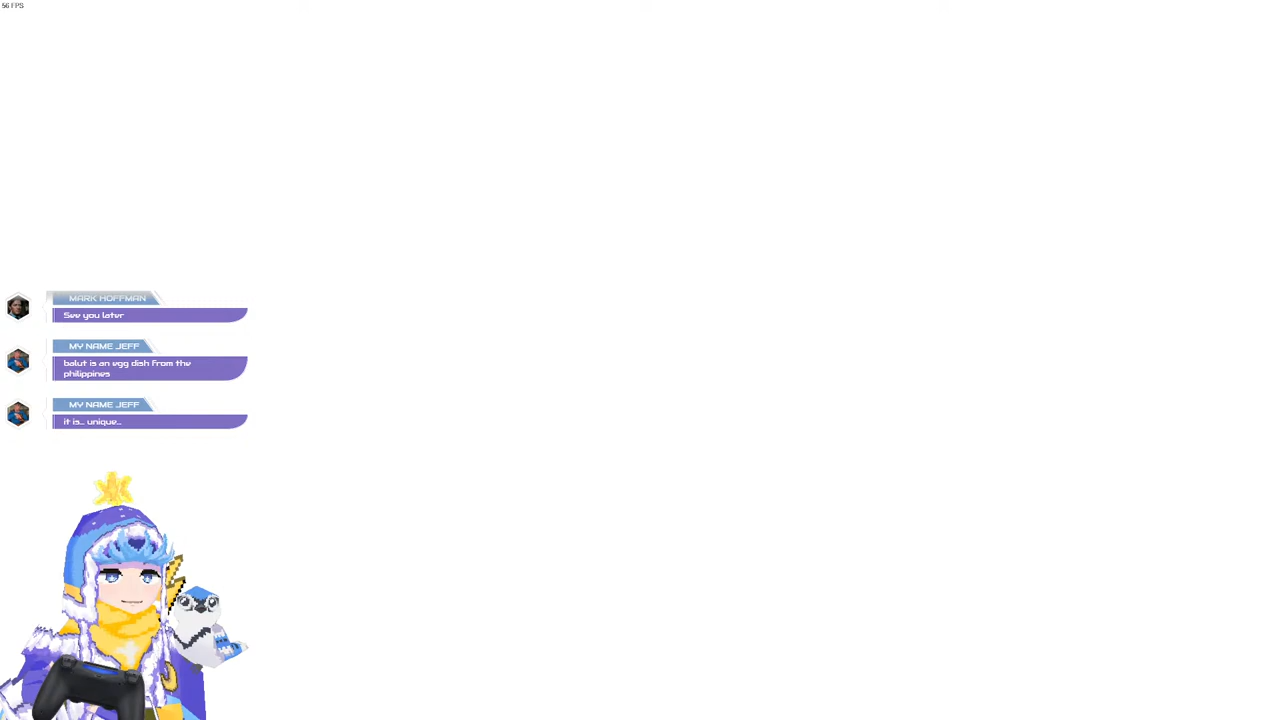 56 FPS
MARK HOFFMAN
See you later
MY NAME JEFF
balut is an egg dish from the
philippines
MY NAME JEFF
it is... unique...